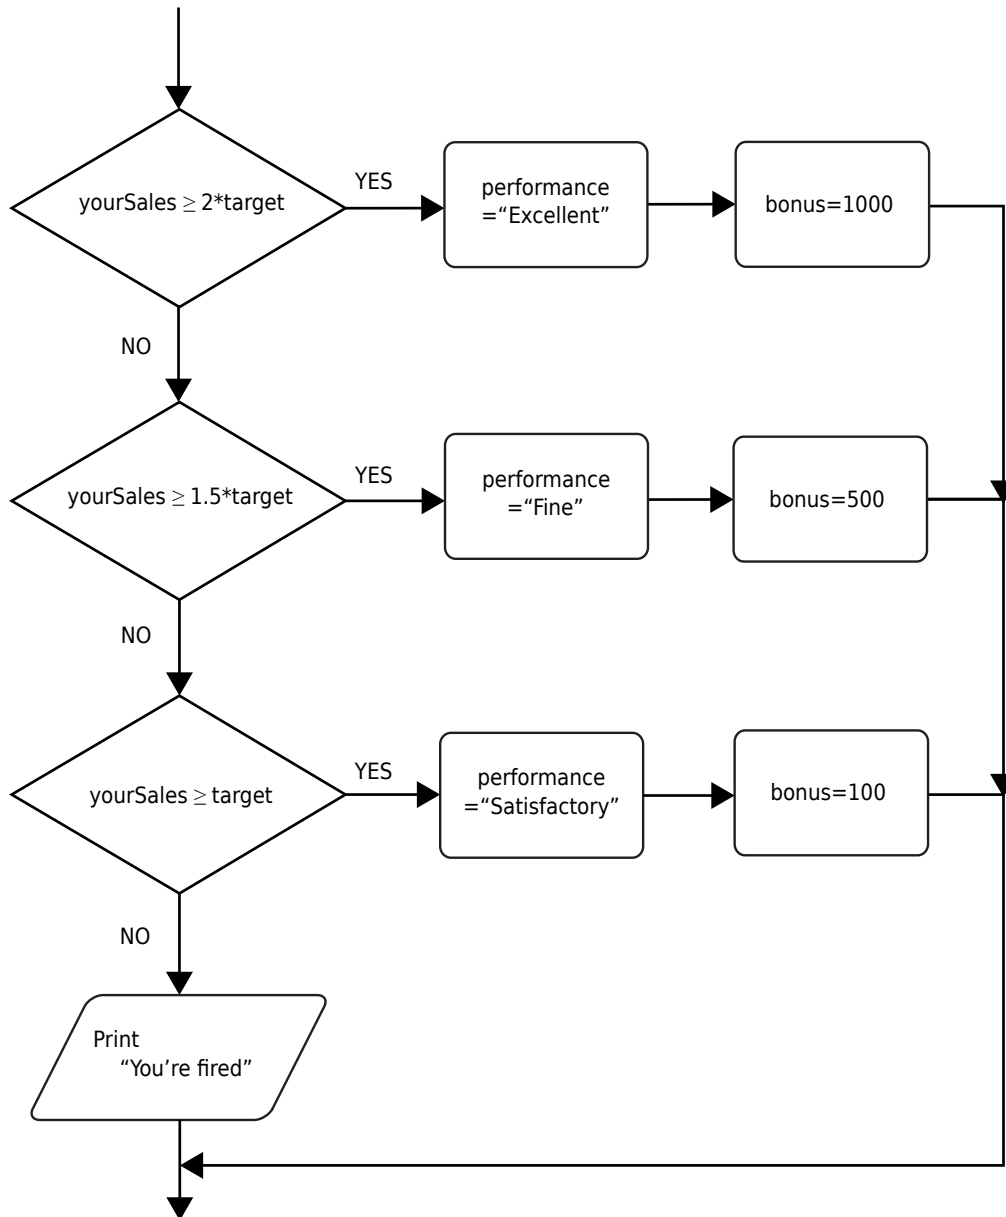 yourSales ≥ 2*target
YES
performance
=“Excellent”
bonus=1000
NO
yourSales ≥ 1.5*target
YES
performance
=“Fine”
bonus=500
NO
yourSales ≥ target
YES
performance
=“Satisfactory”
bonus=100
NO
Print
“You’re fired”